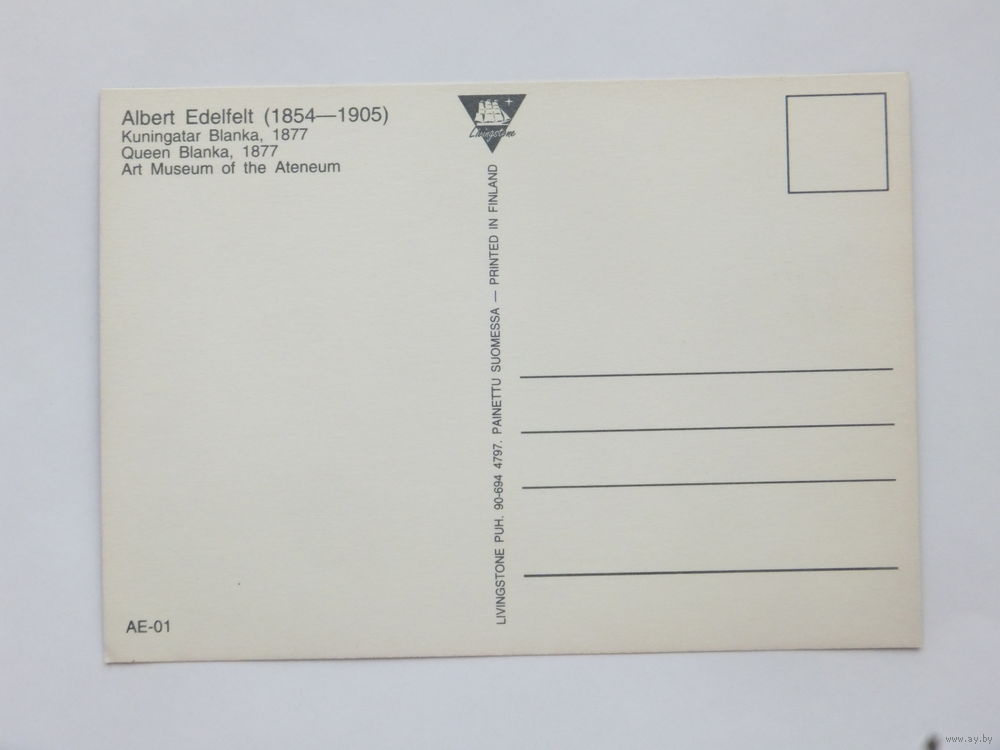 Albert Edelfelt (1854—1905)
Kuningatar Blanka, 1877
Queen Blanka, 1877
Art Museum of the Ateneum
Livingstone
LIVINGSTONE PUH. 90-694 4797. PAINETTU SUOMESSA — PRINTED IN FINLAND
AE-01
www.ay.by